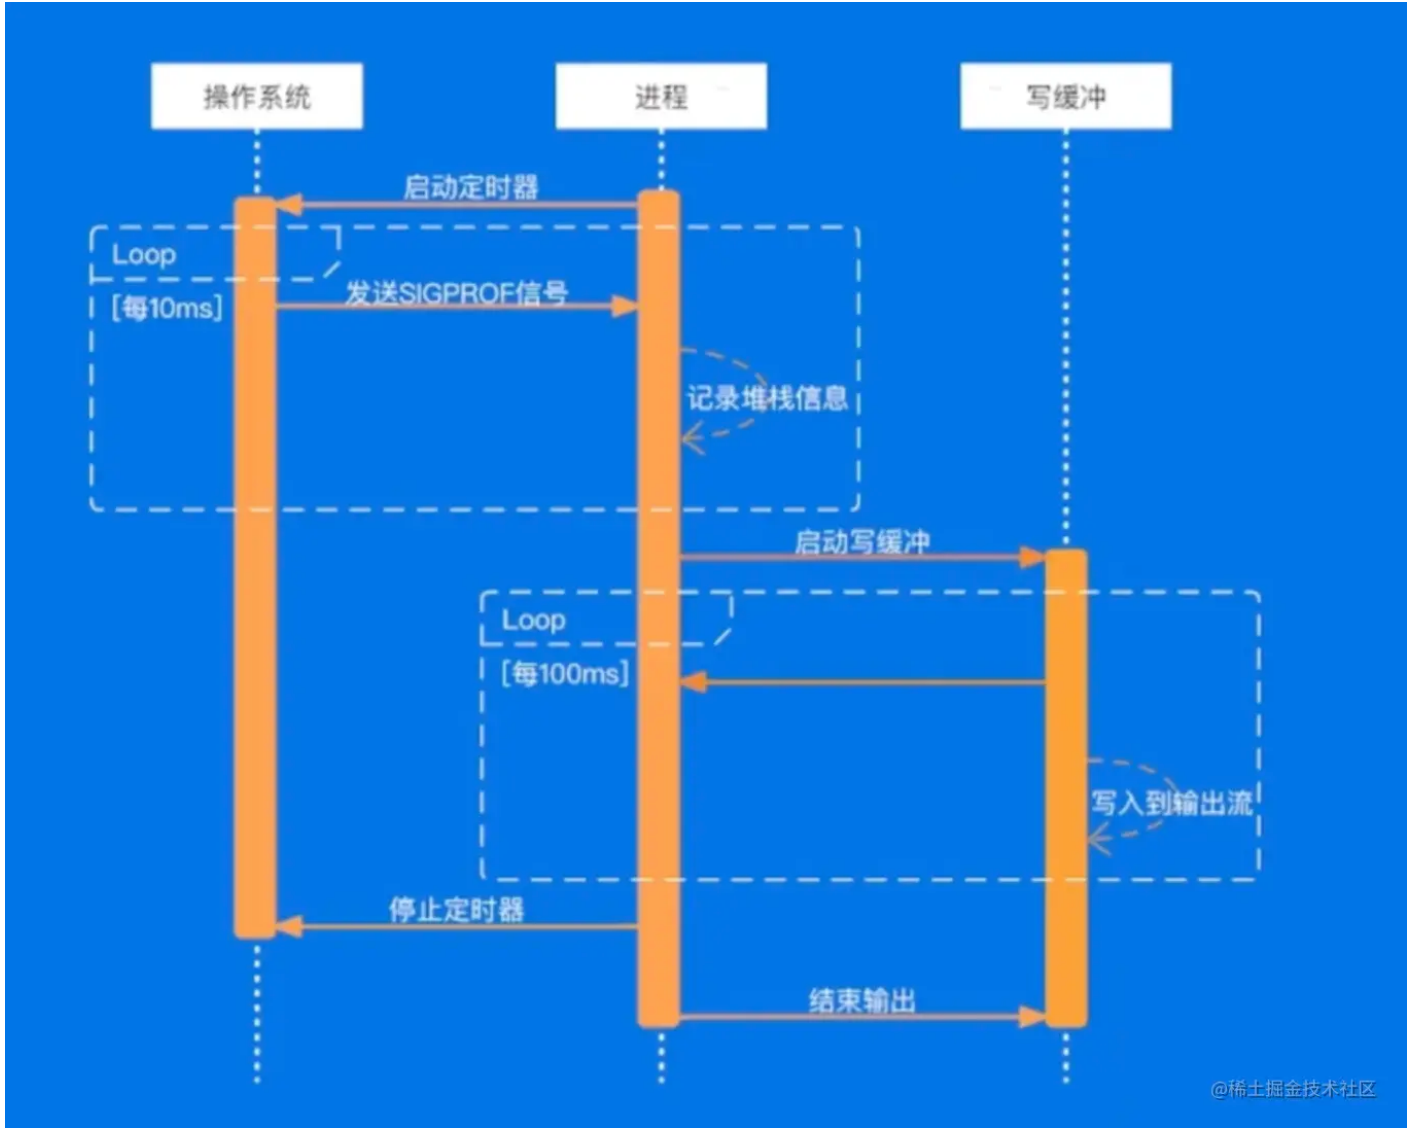 操作系统
进程
写缓冲
启动定时器
Loop
[每10ms]
发送SIGPROF信号
记录堆栈信息
启动写缓冲
Loop
[每100ms]
写入到输出流
停止定时器
结束输出
@稀土掘金技术社区